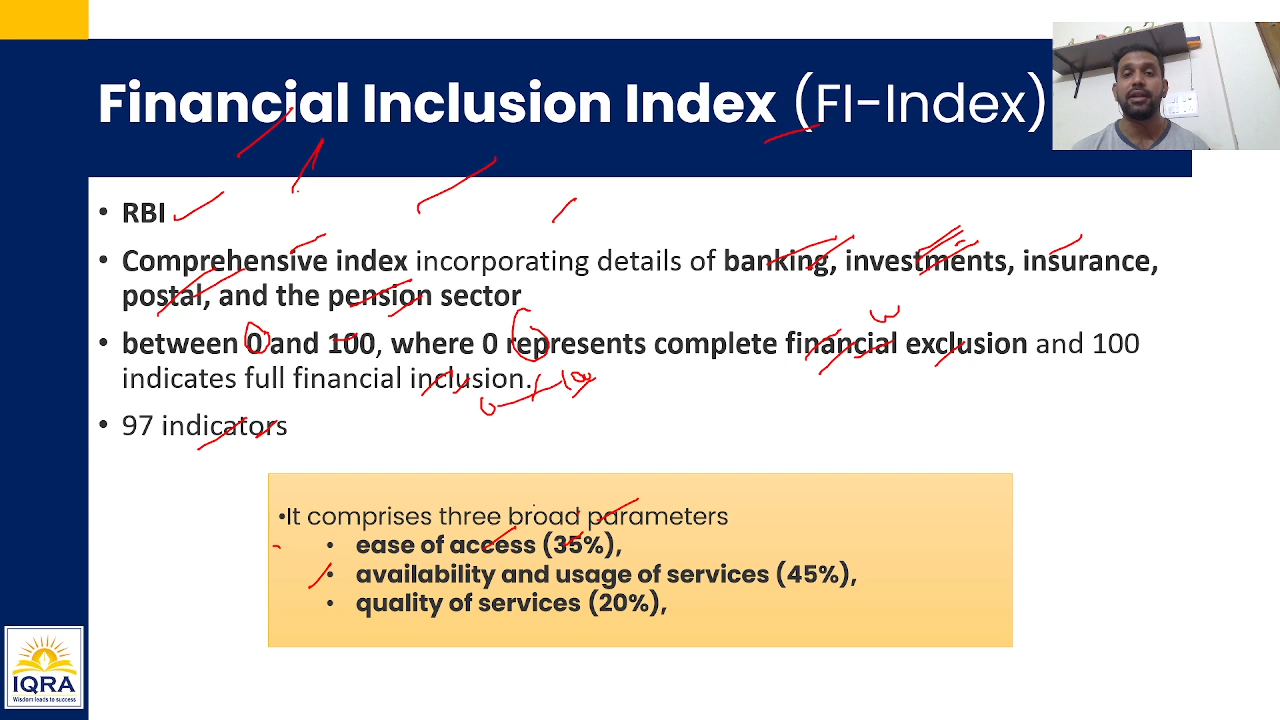 Financial Inclusion Index (FI-Index)
• RBI
• Comprehensive index incorporating details of banking, investments, insurance,
postal, and the pension sector
• between 0 and 100, where 0 represents complete financial exclusion and 100
indicates full financial inclusion.
0 100
• 97 indicators
•It comprises three broad parameters
• ease of access (35%),
• availability and usage of services (45%),
• quality of services (20%),
IQRA
Wisdom leads to success